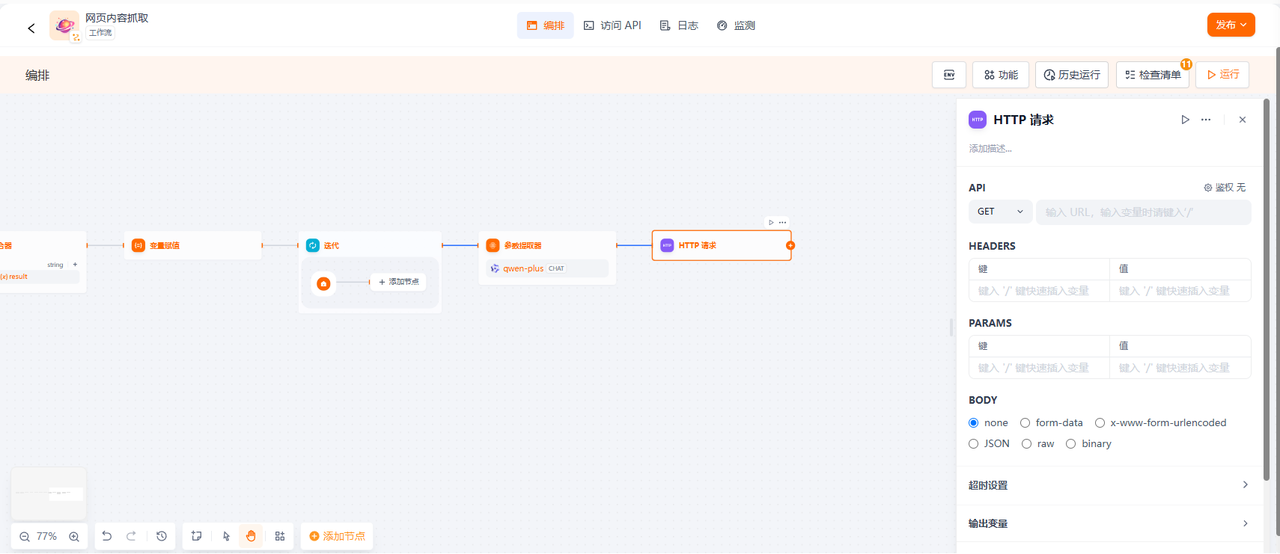 网页内容抓取
工作流
编排
访问 API
日志
监测
发布
编排
ENV
功能
历史运行
检查清单
11
运行
合器
string
{x} result
变量赋值
迭代
添加节点
参数提取器
qwen-plus CHAT
HTTP 请求
HTTP 请求
添加描述...
API
鉴权 无
GET
输入 URL，输入变量时请键入'/'
HEADERS
键 值
键入 '/' 键快速插入变量 键入 '/' 键快速插入变量
PARAMS
键 值
键入 '/' 键快速插入变量 键入 '/' 键快速插入变量
BODY
none form-data x-www-form-urlencoded
JSON raw binary
超时设置
输出变量
77%
添加节点